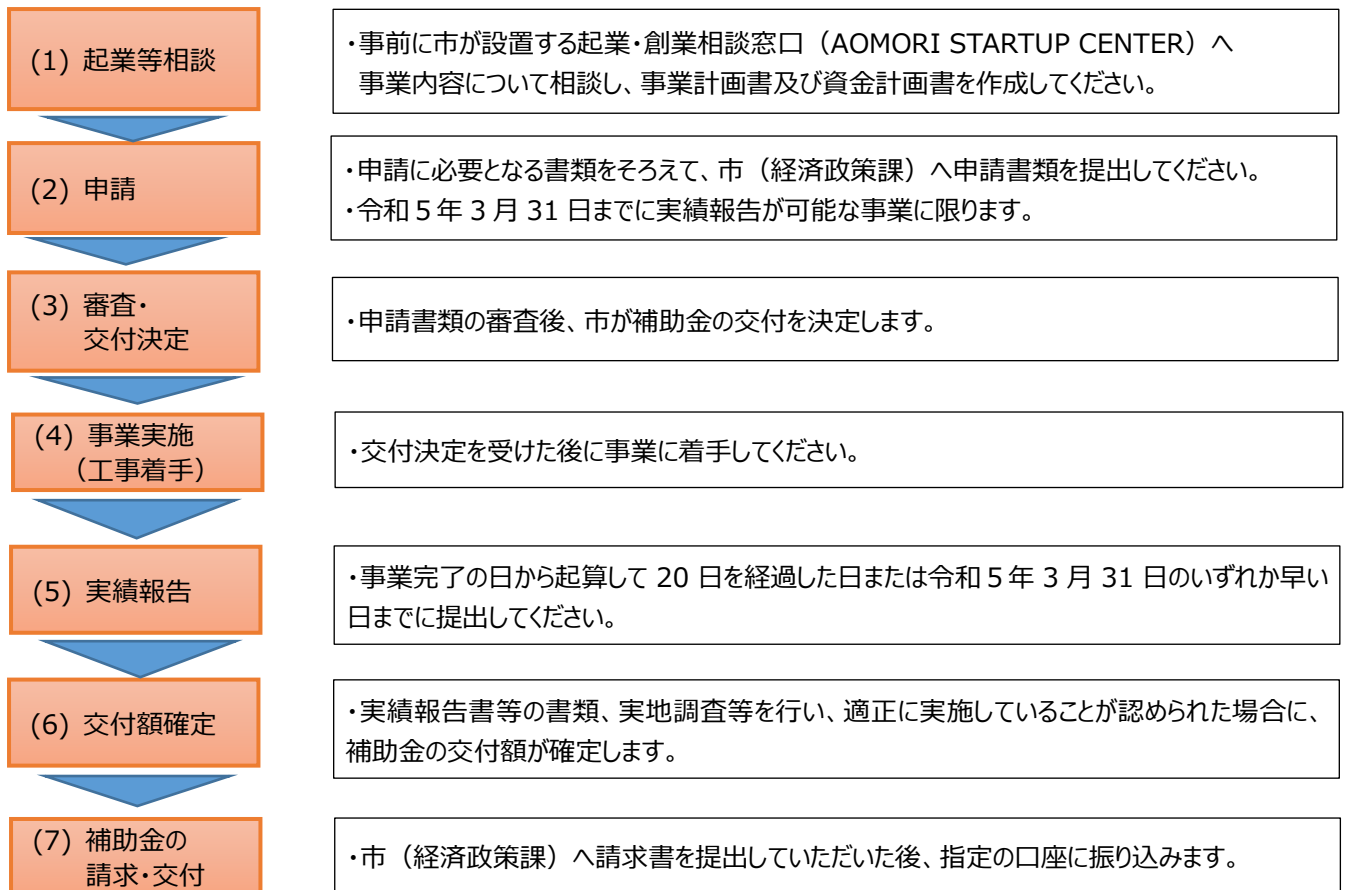 (1) 起業等相談
・事前に市が設置する起業・創業相談窓口（AOMORI STARTUP CENTER）へ
事業内容について相談し、事業計画書及び資金計画書を作成してください。
(2) 申請
・申請に必要となる書類をそろえて、市（経済政策課）へ申請書類を提出してください。
・令和５年 3 月 31 日までに実績報告が可能な事業に限ります。
(3) 審査・
交付決定
・申請書類の審査後、市が補助金の交付を決定します。
(4) 事業実施
（工事着手）
・交付決定を受けた後に事業に着手してください。
(5) 実績報告
・事業完了の日から起算して 20 日を経過した日または令和５年 3 月 31 日のいずれか早い
日までに提出してください。
(6) 交付額確定
・実績報告書等の書類、実地調査等を行い、適正に実施していることが認められた場合に、
補助金の交付額が確定します。
(7) 補助金の
請求・交付
・市（経済政策課）へ請求書を提出していただいた後、指定の口座に振り込みます。